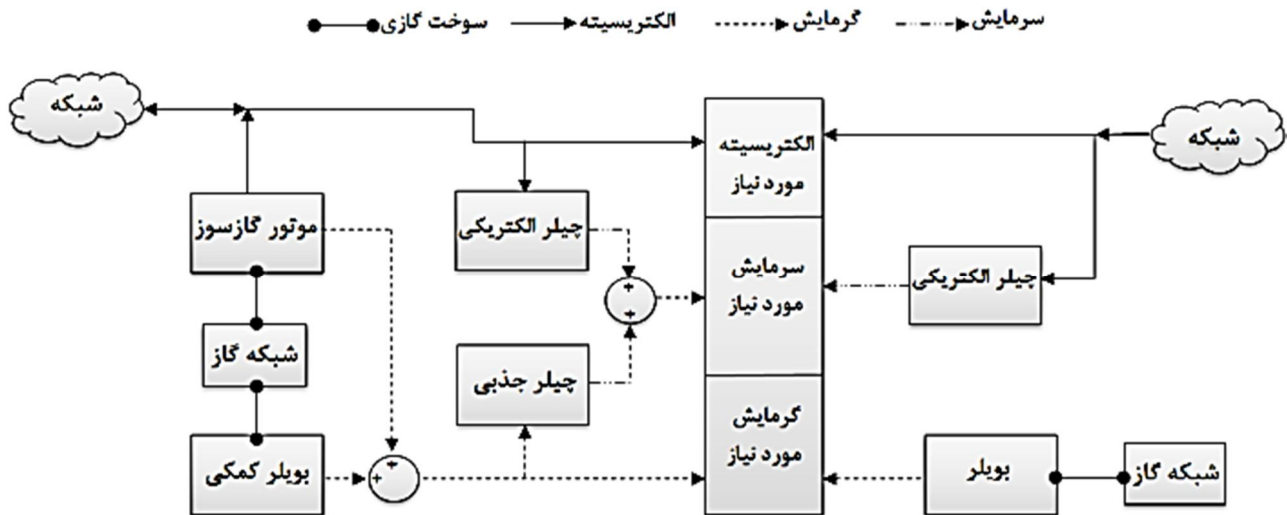 سوخت گازی
الکتریسیته
گرمایش
سرمایش
شبکه
شبکه
الکتریسیته
مورد نیاز
موتور گازسوز
چیلر الکتریکی
سرمایش
مورد نیاز
چیلر الکتریکی
+
+
شبکه گاز
چیلر جذبی
گرمایش
مورد نیاز
بویلر کمکی
+
+
بویلر
شبکه گاز